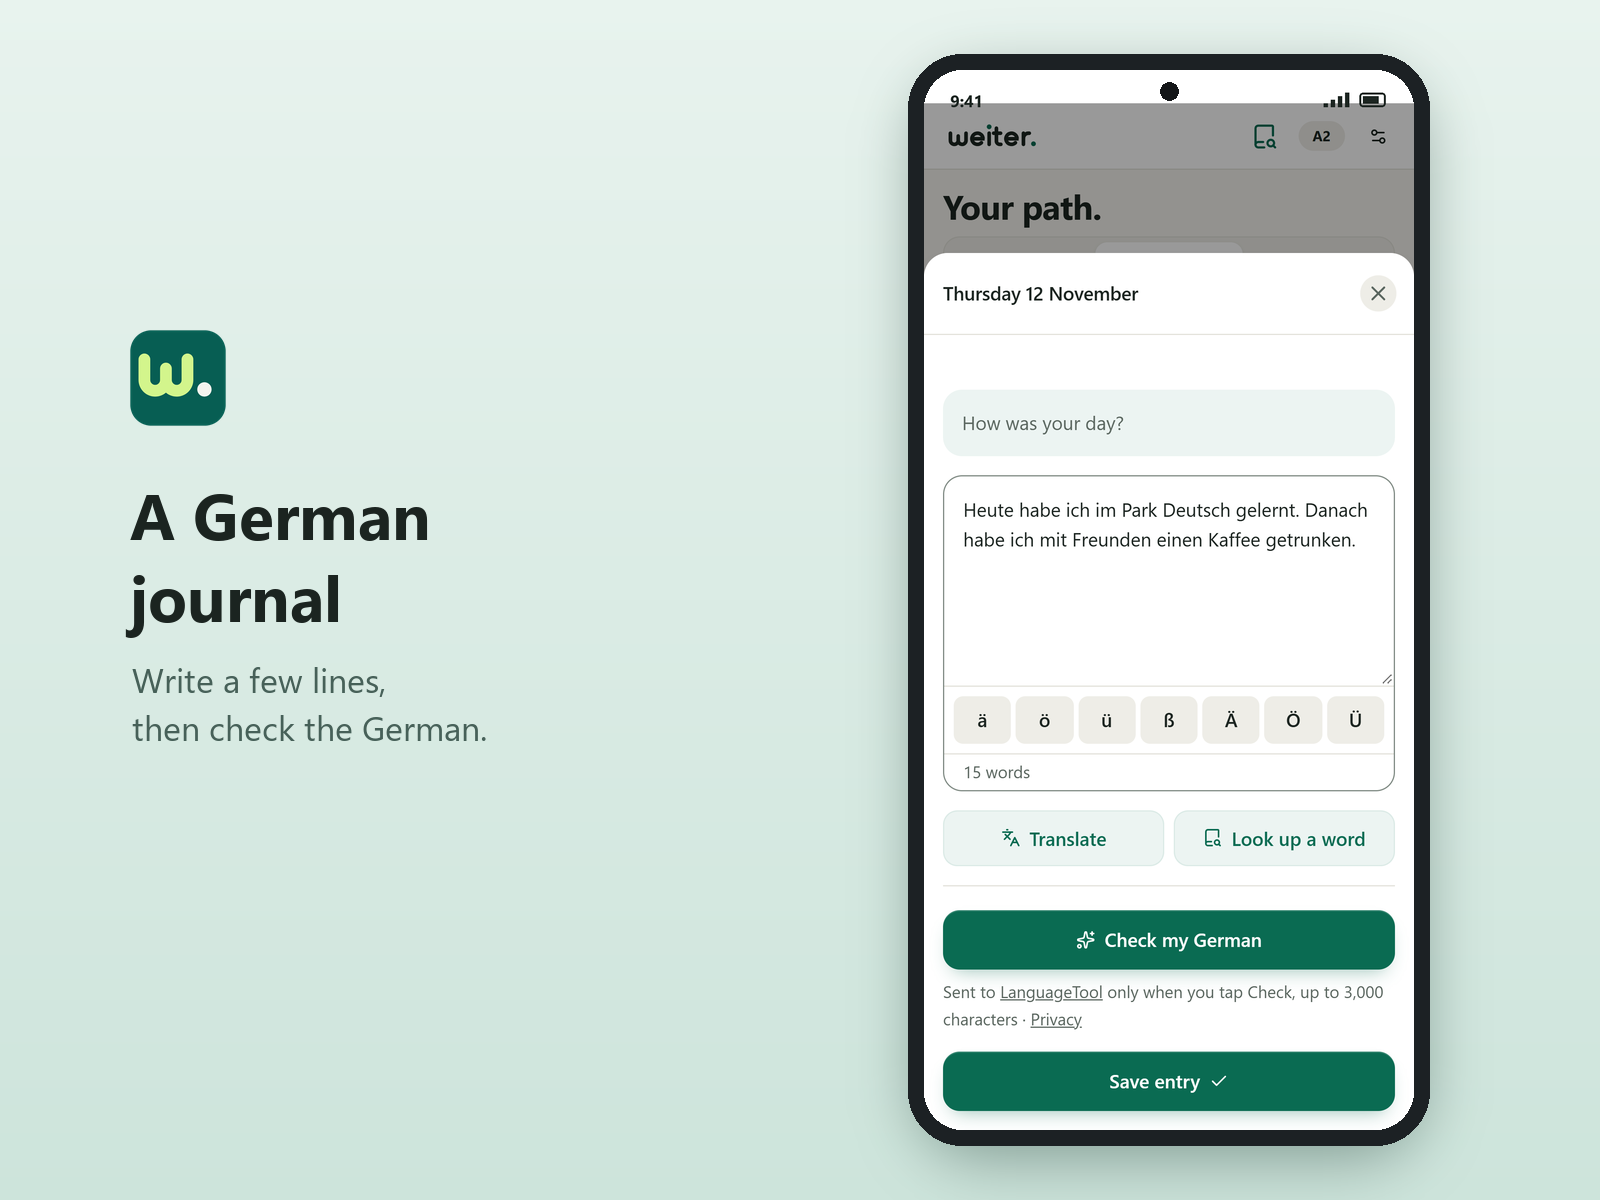 w.
A German
journal
Write a few lines,
then check the German.
9:41
weiter.
A2
Your path.
Thursday 12 November
How was your day?
Heute habe ich im Park Deutsch gelernt. Danach
habe ich mit Freunden einen Kaffee getrunken.
ä ö ü ß Ä Ö Ü
15 words
Translate
Look up a word
Check my German
Sent to LanguageTool only when you tap Check, up to 3,000
characters · Privacy
Save entry